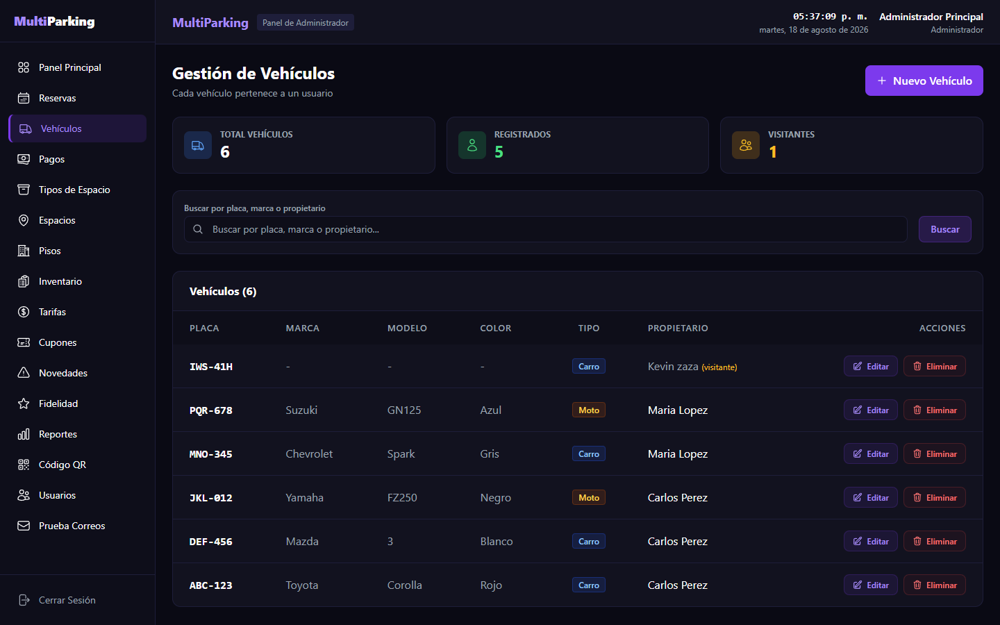 MultiParking
Panel Principal
Reservas
Vehículos
Pagos
Tipos de Espacio
Espacios
Pisos
Inventario
Tarifas
Cupones
Novedades
Fidelidad
Reportes
Código QR
Usuarios
Prueba Correos
Cerrar Sesión
MultiParking Panel de Administrador
05:37:09 p. m. Administrador Principal
martes, 18 de agosto de 2026 Administrador
Gestión de Vehículos
Cada vehículo pertenece a un usuario
+ Nuevo Vehículo
TOTAL VEHÍCULOS
6
REGISTRADOS
5
VISITANTES
1
Buscar por placa, marca o propietario
Buscar por placa, marca o propietario...
Buscar
Vehículos (6)
PLACA MARCA MODELO COLOR TIPO PROPIETARIO ACCIONES
IWS-41H - - - Carro Kevin zaza (visitante) Editar Eliminar
PQR-678 Suzuki GN125 Azul Moto Maria Lopez Editar Eliminar
MNO-345 Chevrolet Spark Gris Carro Maria Lopez Editar Eliminar
JKL-012 Yamaha FZ250 Negro Moto Carlos Perez Editar Eliminar
DEF-456 Mazda 3 Blanco Carro Carlos Perez Editar Eliminar
ABC-123 Toyota Corolla Rojo Carro Carlos Perez Editar Eliminar